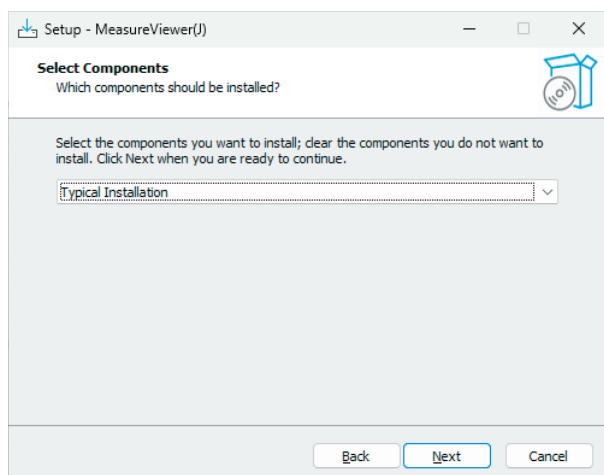 Setup - MeasureViewer(J)
Select Components
Which components should be installed?
Select the components you want to install; clear the components you do not want to
install. Click Next when you are ready to continue.
Typical Installation
Back Next Cancel